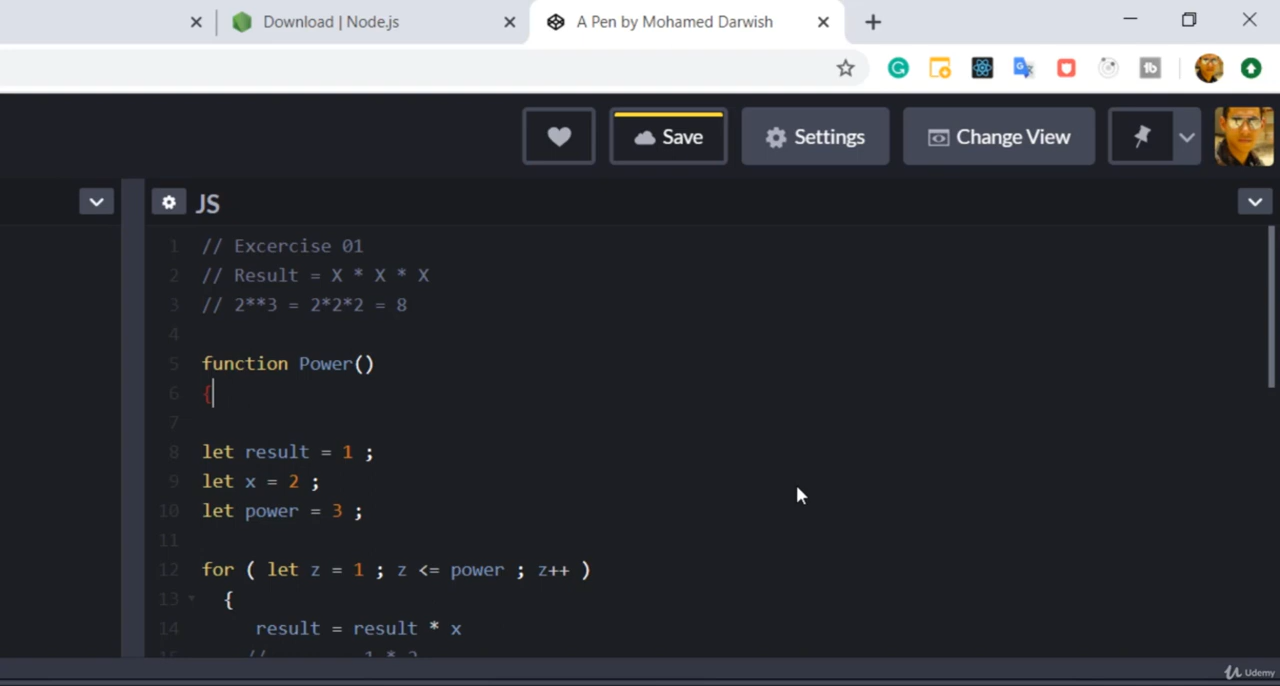 Download | Node.js
A Pen by Mohamed Darwish
Save
Settings
Change View
JS
1 // Excercise 01
2 // Result = X * X * X
3 // 2**3 = 2*2*2 = 8
4
5 function Power()
6 {
7
8 let result = 1 ;
9 let x = 2 ;
10 let power = 3 ;
11
12 for ( let z = 1 ; z <= power ; z++ )
13 {
14 result = result * x
Udemy